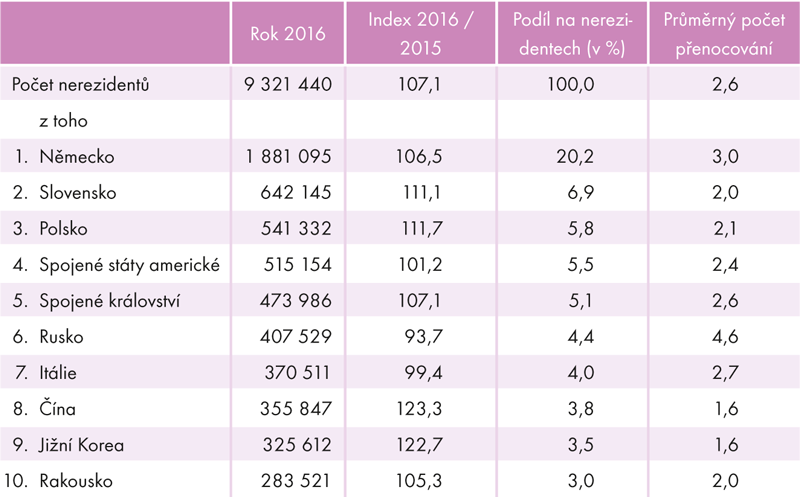 Rok 2016 Index 2016 / 2015 Podíl na nerezi-dentech (v %) Průměrný počet přenocování
Počet nerezidentů 9 321 440 107,1 100,0 2,6
z toho
1. Německo 1 881 095 106,5 20,2 3,0
2. Slovensko 642 145 111,1 6,9 2,0
3. Polsko 541 332 111,7 5,8 2,1
4. Spojené státy americké 515 154 101,2 5,5 2,4
5. Spojené království 473 986 107,1 5,1 2,6
6. Rusko 407 529 93,7 4,4 4,6
7. Itálie 370 511 99,4 4,0 2,7
8. Čína 355 847 123,3 3,8 1,6
9. Jižní Korea 325 612 122,7 3,5 1,6
10. Rakousko 283 521 105,3 3,0 2,0